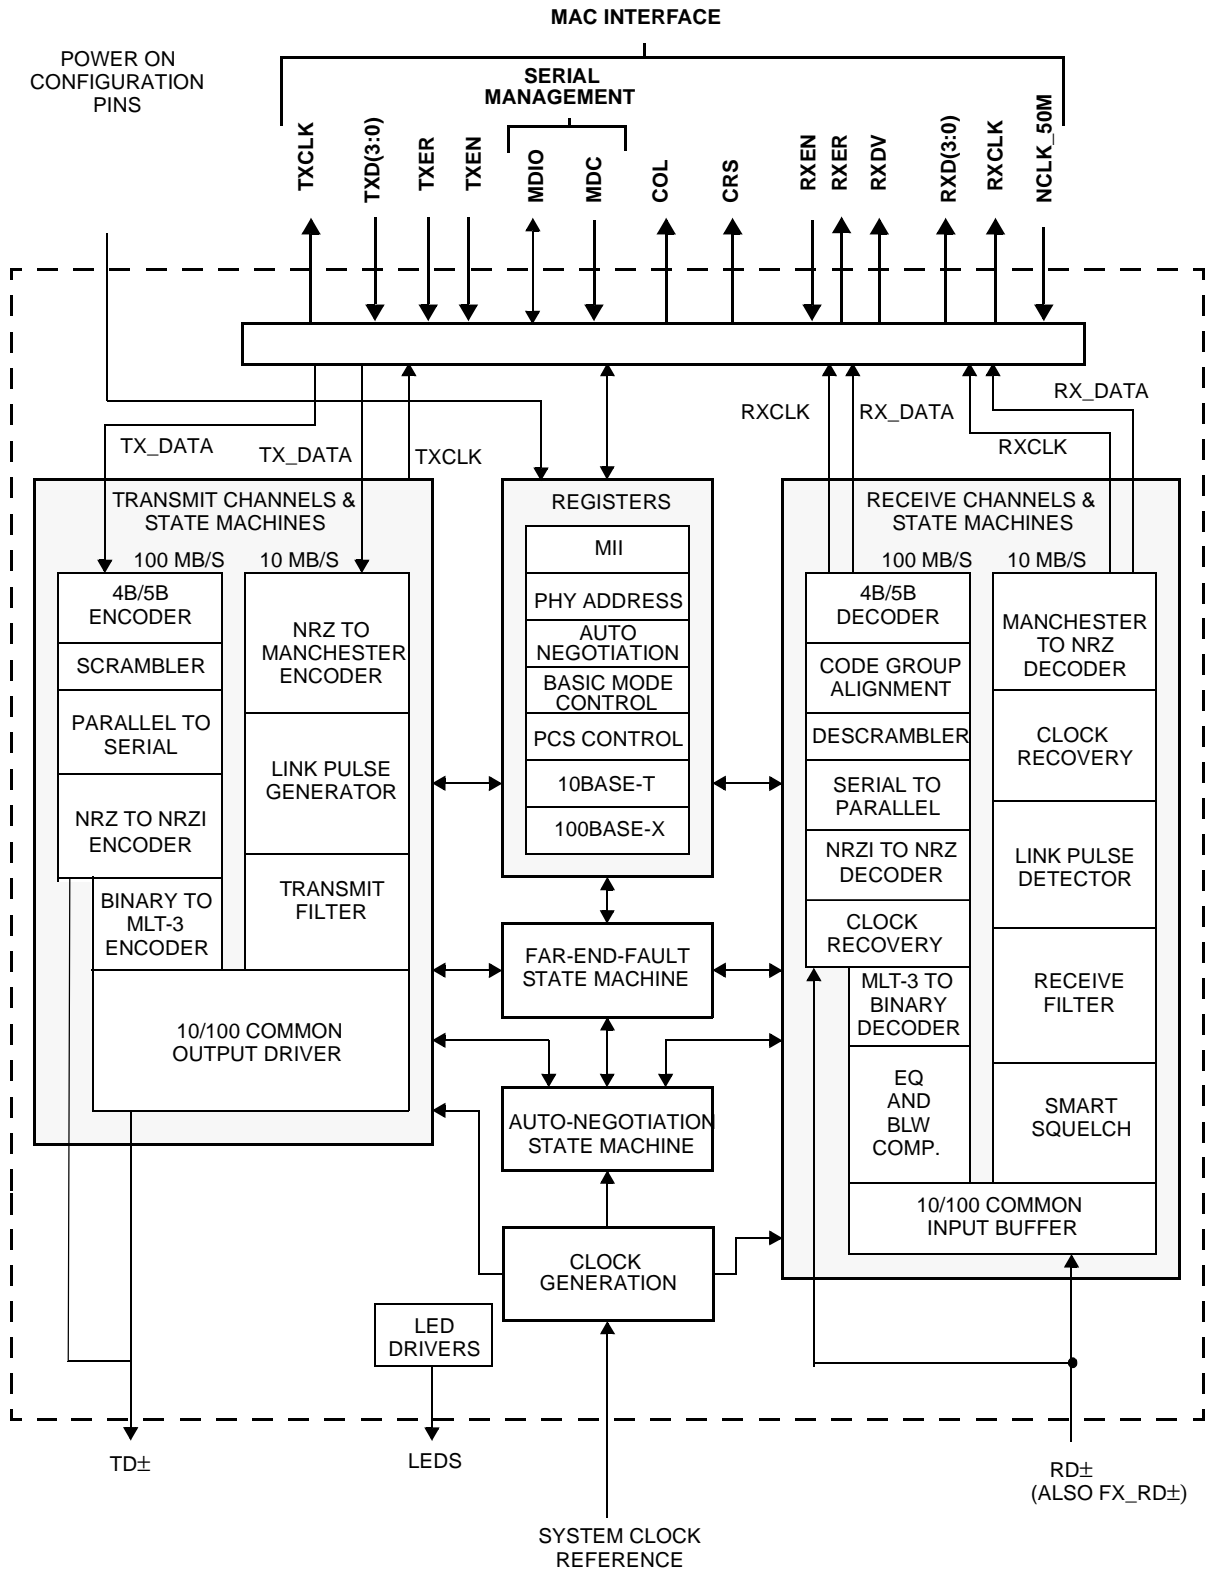 MAC INTERFACE
POWER ON
CONFIGURATION
PINS
SERIAL
MANAGEMENT
TXCLK
TXD(3:0)
TXER
TXEN
MDIO
MDC
COL
CRS
RXEN
RXER
RXDV
RXD(3:0)
RXCLK
NCLK_50M
TX_DATA
TX_DATA
TXCLK
RXCLK
RX_DATA
RXCLK
RX_DATA
TRANSMIT CHANNELS &
STATE MACHINES
100 MB/S
10 MB/S
4B/5B
ENCODER
SCRAMBLER
PARALLEL TO
SERIAL
NRZ TO NRZI
ENCODER
BINARY TO
MLT-3
ENCODER
NRZ TO
MANCHESTER
ENCODER
LINK PULSE
GENERATOR
TRANSMIT
FILTER
10/100 COMMON
OUTPUT DRIVER
REGISTERS
MII
PHY ADDRESS
AUTO
NEGOTIATION
BASIC MODE
CONTROL
PCS CONTROL
10BASE-T
100BASE-X
FAR-END-FAULT
STATE MACHINE
AUTO-NEGOTIATION
STATE MACHINE
CLOCK
GENERATION
LED
DRIVERS
RECEIVE CHANNELS &
STATE MACHINES
100 MB/S
10 MB/S
4B/5B
DECODER
CODE GROUP
ALIGNMENT
DESCRAMBLER
SERIAL TO
PARALLEL
NRZI TO NRZ
DECODER
CLOCK
RECOVERY
MLT-3 TO
BINARY
DECODER
EQ
AND
BLW
COMP.
MANCHESTER
TO NRZ
DECODER
CLOCK
RECOVERY
LINK PULSE
DETECTOR
RECEIVE
FILTER
SMART
SQUELCH
10/100 COMMON
INPUT BUFFER
TD±
LEDS
RD±
(ALSO FX_RD±)
SYSTEM CLOCK
REFERENCE